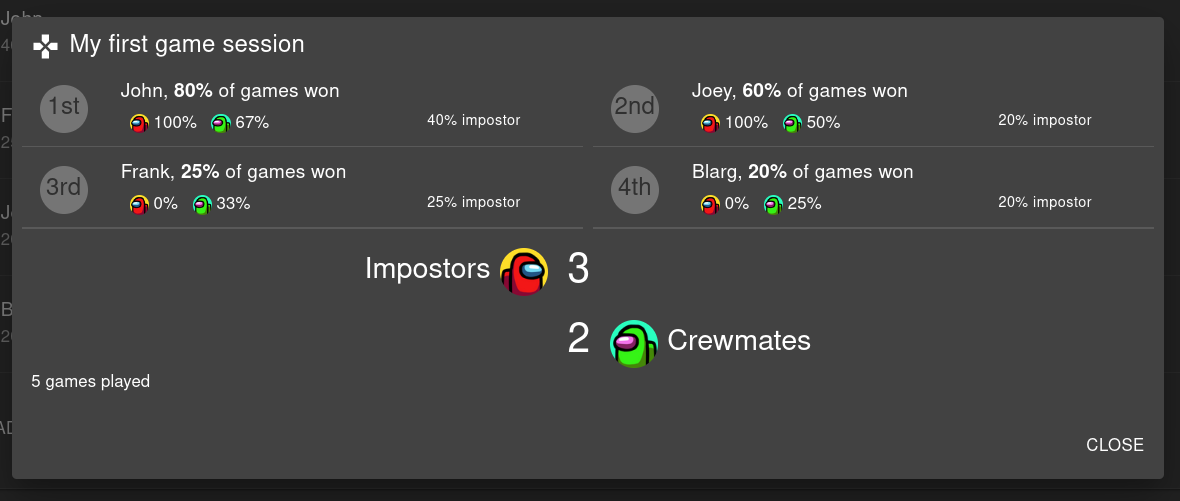 My first game session
1st
John, 80% of games won
100% 67%
40% impostor
2nd
Joey, 60% of games won
100% 50%
20% impostor
3rd
Frank, 25% of games won
0% 33%
25% impostor
4th
Blarg, 20% of games won
0% 25%
20% impostor
Impostors 3
2 Crewmates
5 games played
CLOSE